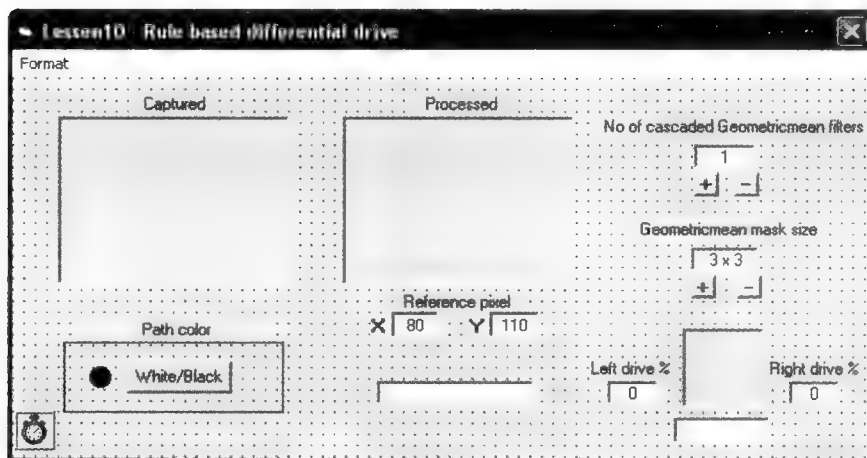 Lesson10 Rule based differential drive
Format
Captured
Processed
No of cascaded Geometricmean filters
1
+ −
Geometricmean mask size
3 x 3
+ −
Reference pixel
X 80 Y 110
Path color
White/Black
Left drive %
0
Right drive %
0